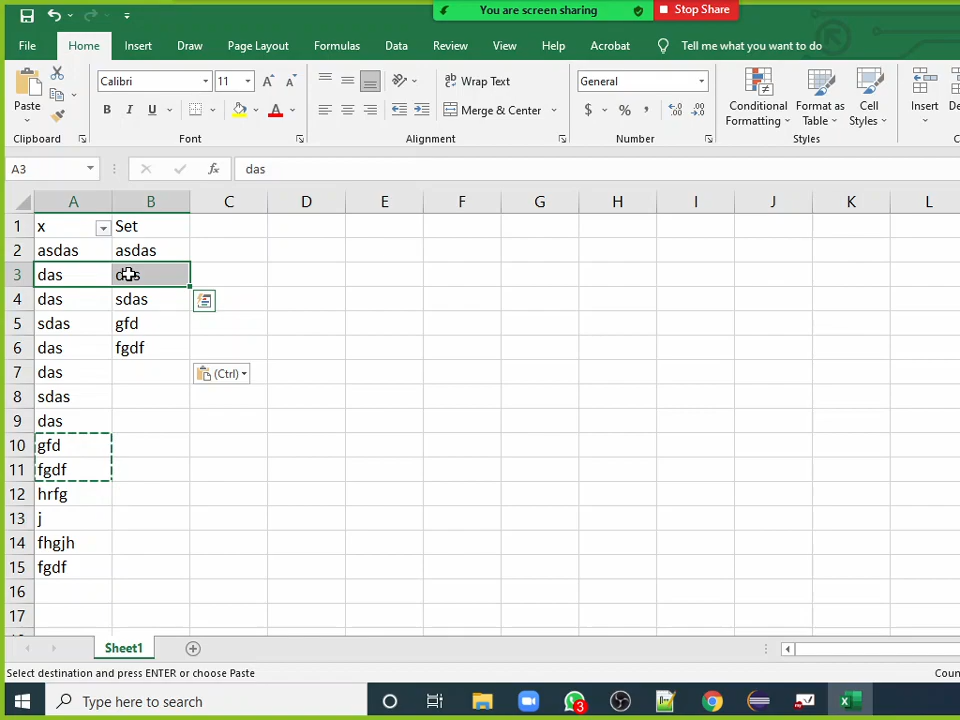 You are screen sharing
Stop Share
File
Home
Insert
Draw
Page Layout
Formulas
Data
Review
View
Help
Acrobat
Tell me what you want to do
Paste
Calibri
11
Wrap Text
General
B
I
U
A
Merge & Center
$
%
Conditional Formatting
Format as Table
Cell Styles
Insert
Clipboard
Font
Alignment
Number
Styles
A3
fx
das
A B C D E F G H I J K L
1 x Set
2 asdas asdas
3 das das
4 das sdas
5 sdas gfd
6 das fgdf
7 das (Ctrl)
8 sdas
9 das
10 gfd
11 fgdf
12 hrfg
13 j
14 fhgjh
15 fgdf
16
17
Sheet1
Select destination and press ENTER or choose Paste
Coun
Type here to search
3